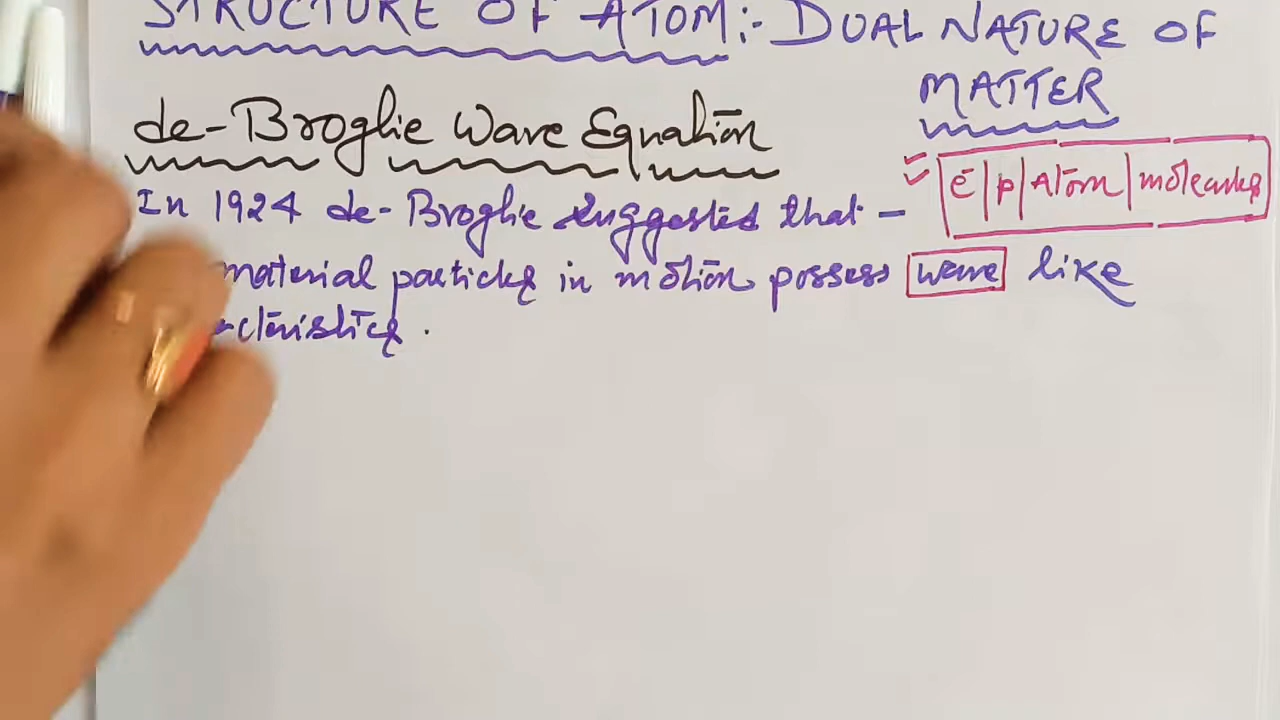 STRUCTURE OF ATOM:- DUAL NATURE OF
MATTER
de-Broglie Wave Equation
e̅ | p | Atom | molecules
In 1924 de-Broglie suggested that -
material particles in motion possess wave like
cteristics.